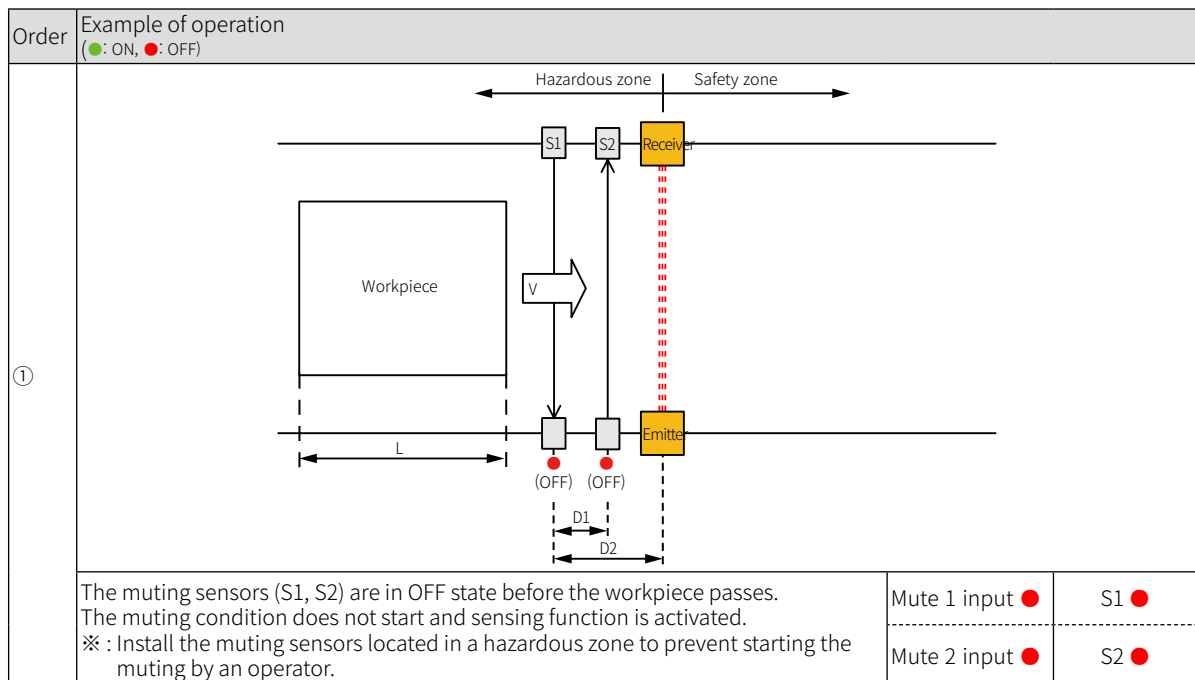 Order
Example of operation
(●: ON, ●: OFF)
①
Hazardous zone
Safety zone
S1
S2
Receiver
Workpiece
V
L
Emitter
(OFF)
(OFF)
D1
D2
The muting sensors (S1, S2) are in OFF state before the workpiece passes.
The muting condition does not start and sensing function is activated.
※ : Install the muting sensors located in a hazardous zone to prevent starting the
muting by an operator.
Mute 1 input ●
S1 ●
Mute 2 input ●
S2 ●